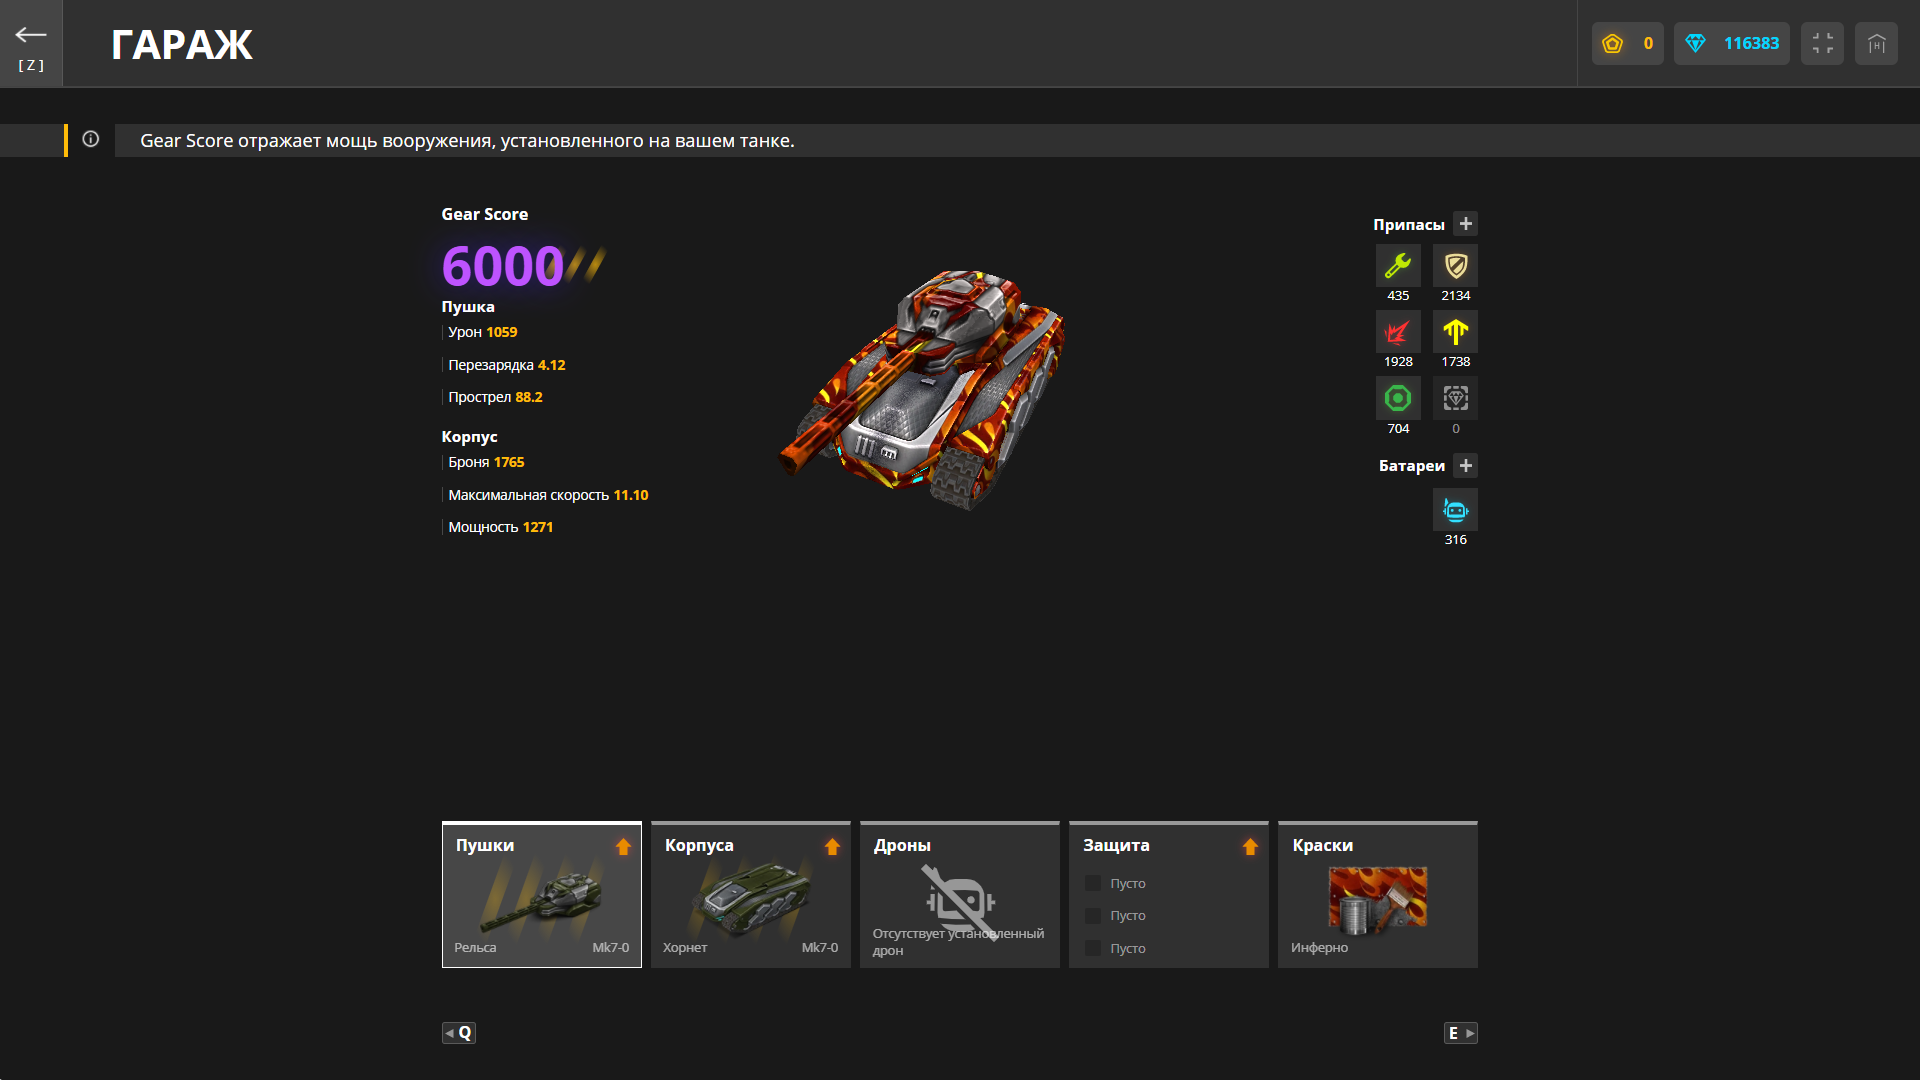 [ Z ]
ГАРАЖ
0
116383
Gear Score отражает мощь вооружения, установленного на вашем танке.
Gear Score
6000
Пушка
Урон 1059
Перезарядка 4.12
Прострел 88.2
Корпус
Броня 1765
Максимальная скорость 11.10
Мощность 1271
Припасы +
435
2134
1928
1738
704
0
Батареи +
316
Пушки
Рельса
Mk7-0
Корпуса
Хорнет
Mk7-0
Дроны
Отсутствует установленный
дрон
Защита
Пусто
Пусто
Пусто
Краски
Инферно
Q
E